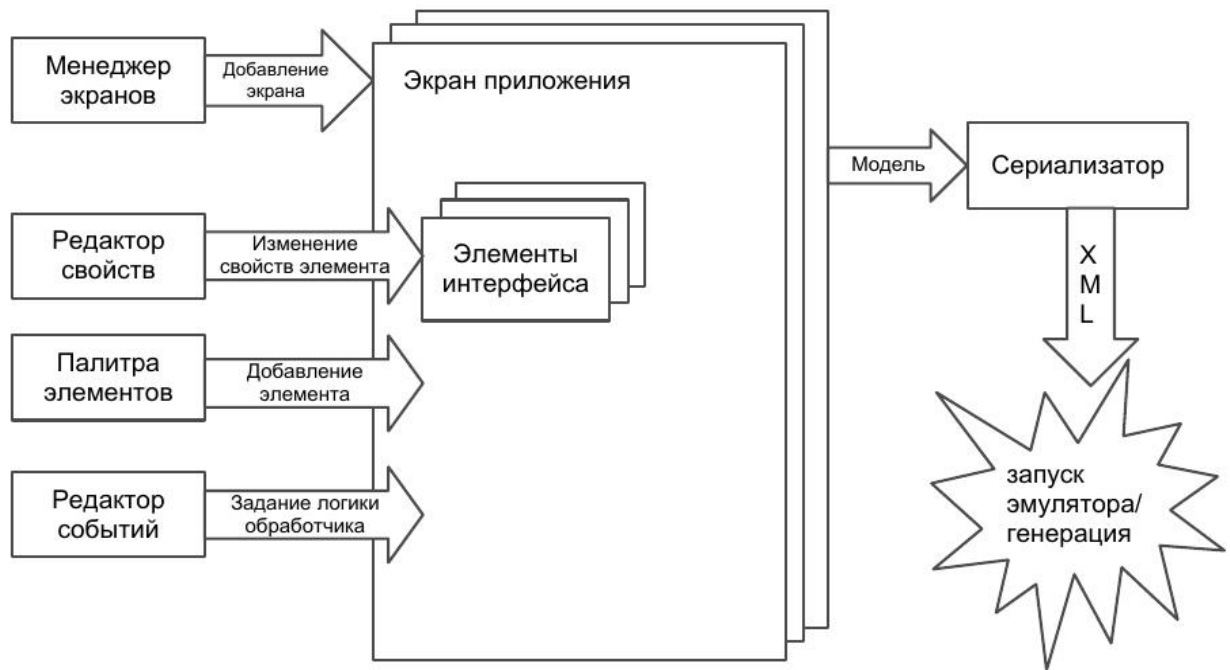 Менеджер
экранов
Добавление
экрана
Экран приложения
Модель
Сериализатор
Редактор
свойств
Изменение
свойств элемента
Элементы
интерфейса
X
M
L
Палитра
элементов
Добавление
элемента
Редактор
событий
Задание логики
обработчика
запуск
эмулятора/
генерация